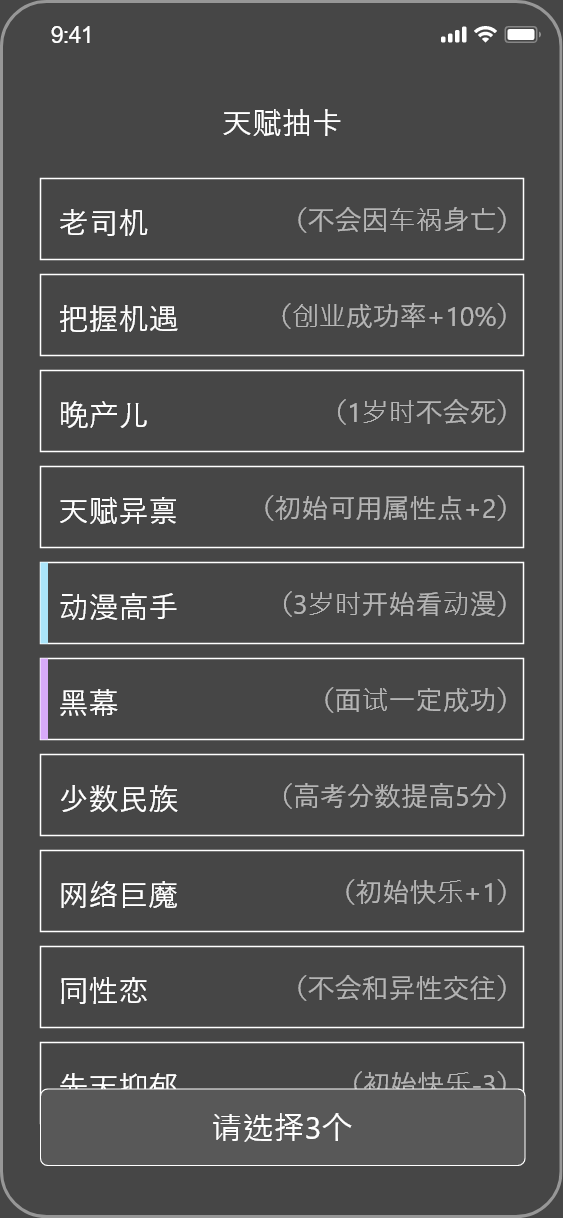 9:41
天赋抽卡
老司机 （不会因车祸身亡）
把握机遇 （创业成功率+10%）
晚产儿 （1岁时不会死）
天赋异禀 （初始可用属性点+2）
动漫高手 （3岁时开始看动漫）
黑幕 （面试一定成功）
少数民族 （高考分数提高5分）
网络巨魔 （初始快乐+1）
同性恋 （不会和异性交往）
先天抑郁 （初始快乐-3）
请选择3个